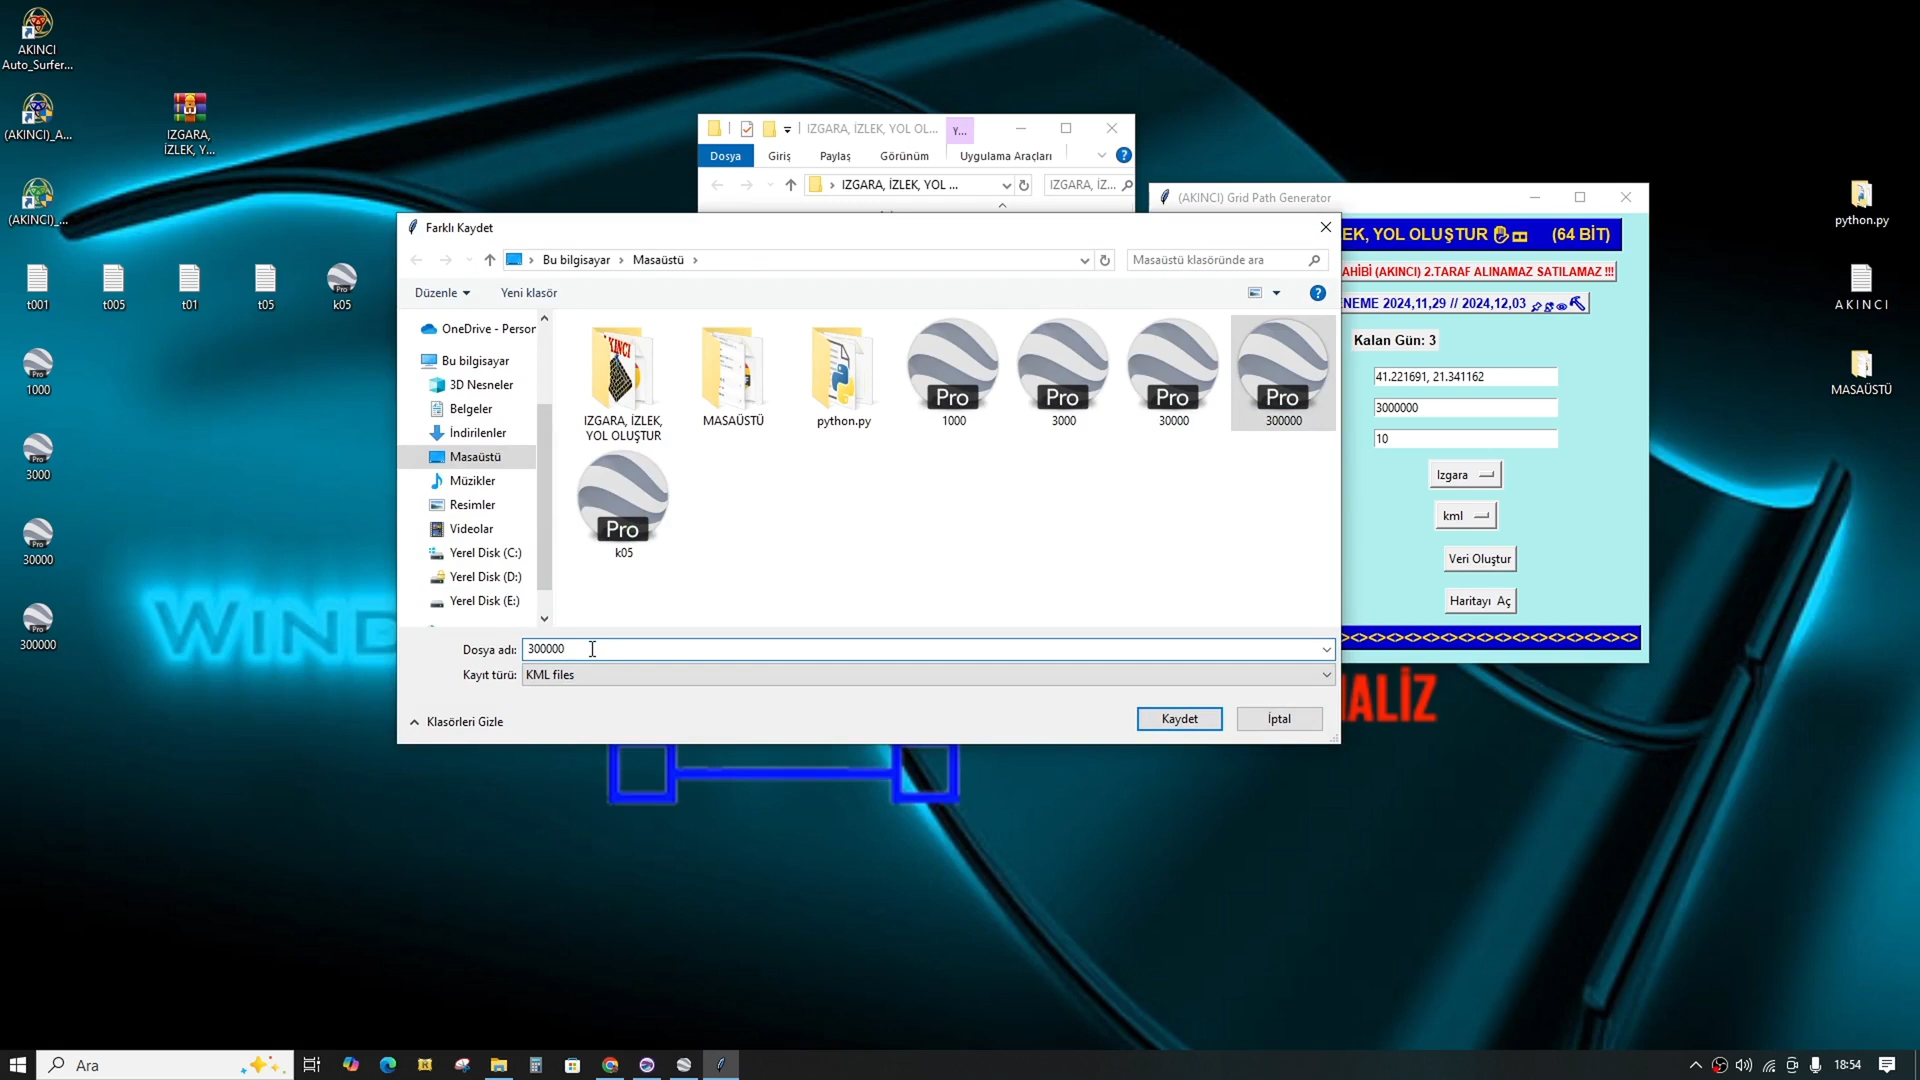 AKINCI
Auto_Surfer...
(AKINCI)_A...
(AKINCI)_...
IZGARA,
İZLEK, Y...
t001
t005
t01
t05
k05
1000
3000
30000
300000
python.py
A K I N C I
MASAÜSTÜ
IZGARA, İZLEK, YOL OL...
Y...
Dosya
Giriş
Paylaş
Görünüm
Uygulama Araçları
IZGARA, İZLEK, YOL ...
IZGARA, İZ...
(AKINCI) Grid Path Generator
EK, YOL OLUŞTUR
(64 BİT)
AHİBİ (AKINCI) 2.TARAF ALINAMAZ SATILAMAZ !!!
NEME 2024,11,29 // 2024,12,03
Kalan Gün: 3
41.221691, 21.341162
3000000
10
Izgara
kml
Veri Oluştur
Haritayı Aç
<><><><><><><><><><><><><><>
Farklı Kaydet
Bu bilgisayar
Masaüstü
Masaüstü klasöründe ara
Düzenle
Yeni klasör
OneDrive - Person
Bu bilgisayar
3D Nesneler
Belgeler
İndirilenler
Masaüstü
Müzikler
Resimler
Videolar
Yerel Disk (C:)
Yerel Disk (D:)
Yerel Disk (E:)
IZGARA, İZLEK,
YOL OLUŞTUR
MASAÜSTÜ
python.py
Pro
1000
Pro
3000
Pro
30000
Pro
300000
Pro
k05
Dosya adı:
300000
Kayıt türü:
KML files
Klasörleri Gizle
Kaydet
İptal
WIND
ALİZ
Ara
18:54